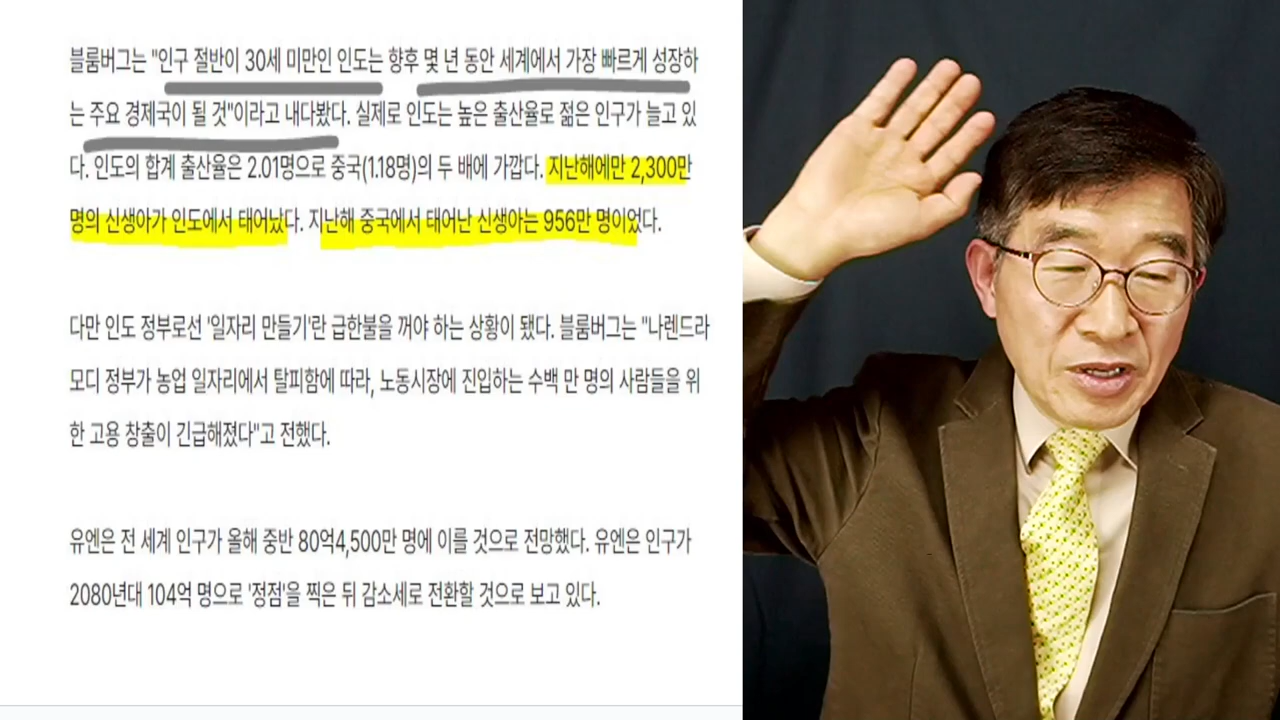 블룸버그는 "인구 절반이 30세 미만인 인도는 향후 몇 년 동안 세계에서 가장 빠르게 성장하
는 주요 경제국이 될 것"이라고 내다봤다. 실제로 인도는 높은 출산율로 젊은 인구가 늘고 있
다. 인도의 합계 출산율은 2.01명으로 중국(1.18명)의 두 배에 가깝다. 지난해에만 2,300만
명의 신생아가 인도에서 태어났다. 지난해 중국에서 태어난 신생아는 956만 명이었다.
다만 인도 정부로선 '일자리 만들기'란 급한불을 꺼야 하는 상황이 됐다. 블룸버그는 "나렌드라
모디 정부가 농업 일자리에서 탈피함에 따라, 노동시장에 진입하는 수백 만 명의 사람들을 위
한 고용 창출이 긴급해졌다"고 전했다.
유엔은 전 세계 인구가 올해 중반 80억4,500만 명에 이를 것으로 전망했다. 유엔은 인구가
2080년대 104억 명으로 '정점'을 찍은 뒤 감소세로 전환할 것으로 보고 있다.